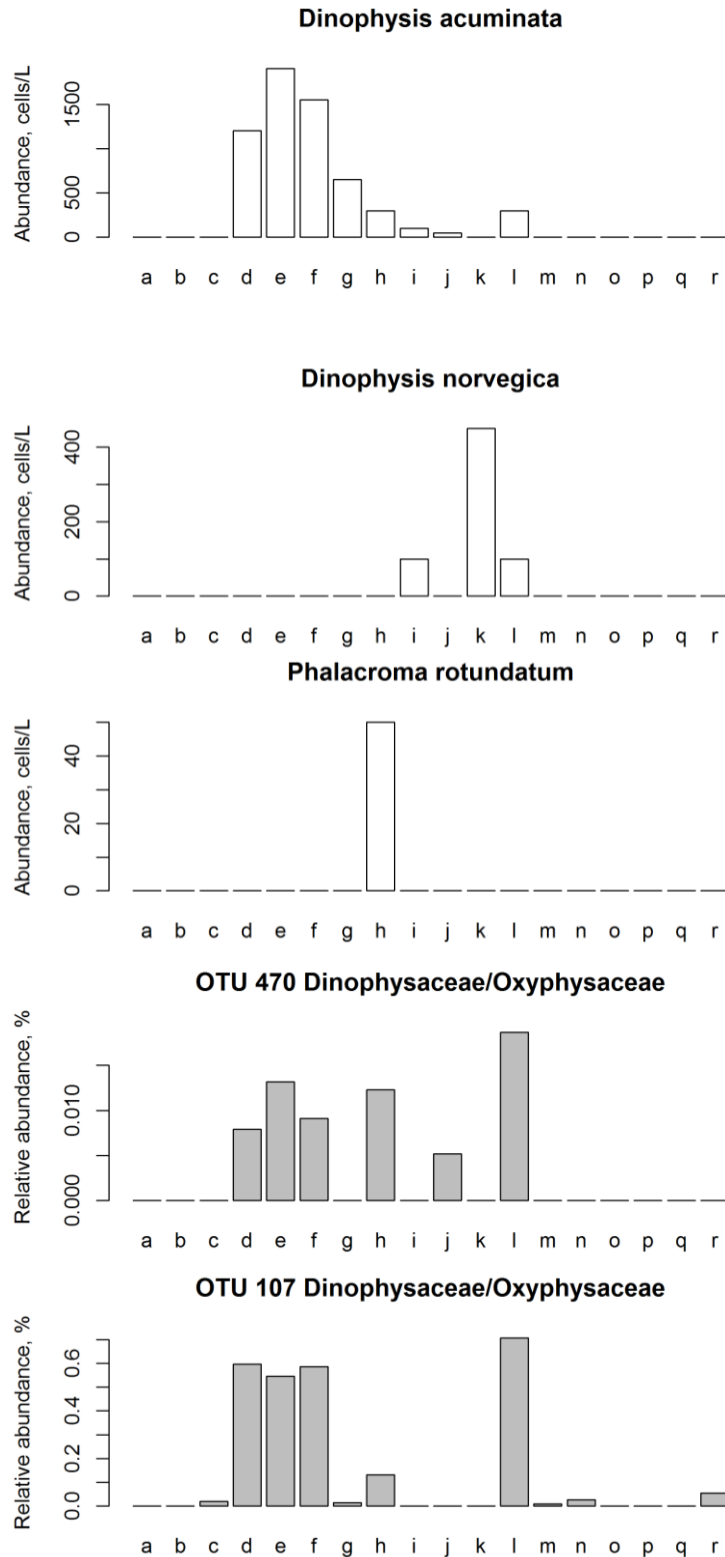 Dinophysis acuminata
Abundance, cells/L
1500
500
0
a b c d e f g h i j k l m n o p q r
Dinophysis norvegica
Abundance, cells/L
400
200
0
a b c d e f g h i j k l m n o p q r
Phalacroma rotundatum
Abundance, cells/L
40
20
0
a b c d e f g h i j k l m n o p q r
OTU 470 Dinophysaceae/Oxyphysaceae
Relative abundance, %
0.010
0.000
a b c d e f g h i j k l m n o p q r
OTU 107 Dinophysaceae/Oxyphysaceae
Relative abundance, %
0.6
0.4
0.2
0.0
a b c d e f g h i j k l m n o p q r